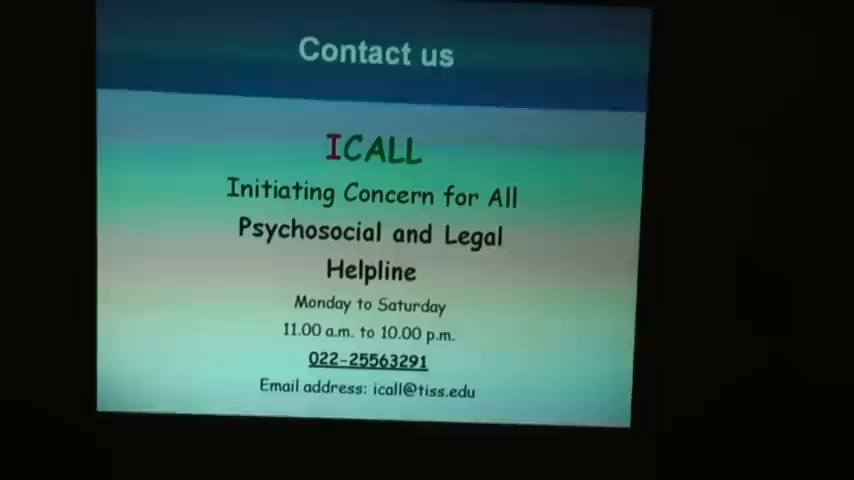 Contact us
ICALL
Initiating Concern for All
Psychosocial and Legal
Helpline
Monday to Saturday
11.00 a.m. to 10.00 p.m.
022-25563291
Email address: icall@tiss.edu